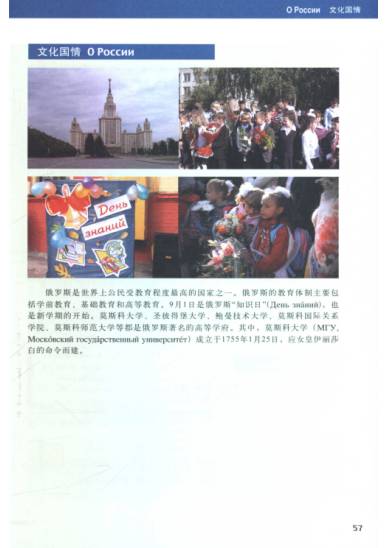 О России 文化国情
文化国情 О России
День
знаний
俄罗斯是世界上公民受教育程度最高的国家之一。俄罗斯的教育体制主要包
括学前教育、基础教育和高等教育。9月1日是俄罗斯“知识日”(День знáний)，也
是新学期的开始。莫斯科大学、圣彼得堡大学、鲍曼技术大学、莫斯科国际关系
学院、莫斯科师范大学等都是俄罗斯著名的高等学府。其中，莫斯科大学（МГУ,
Москóвский госудáрственный университéт）成立于1755年1月25日，应女皇伊丽莎
白的命令而建。
57